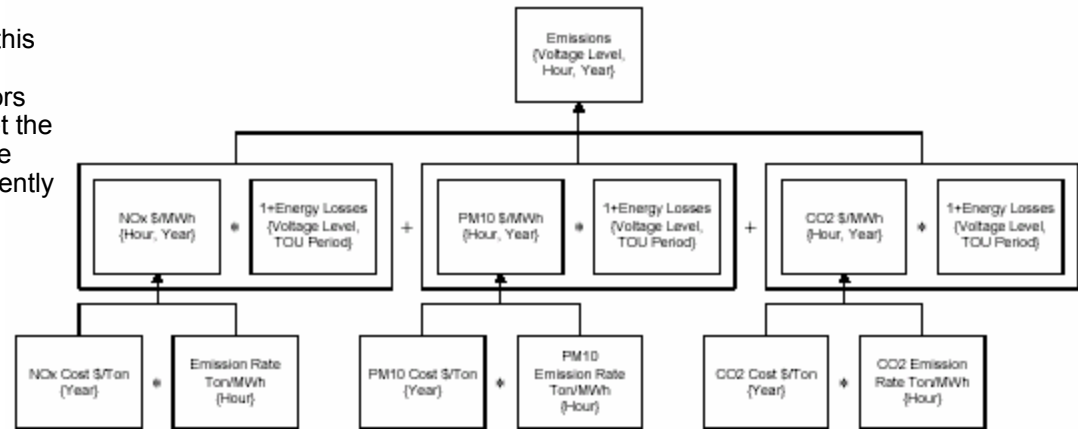 this
ors
t the
e
ently
Emissions
{Voltage Level,
Hour, Year}
NOx $/MWh
{Hour, Year}
*
1+Energy Losses
{Voltage Level,
TOU Period}
+
PM10 $/MWh
{Hour, Year}
*
1+Energy Losses
{Voltage Level,
TOU Period}
+
CO2 $/MWh
{Hour, Year}
*
1+Energy Losses
{Voltage Level,
TOU Period}
NOx Cost $/Ton
{Year}
*
Emission Rate
Ton/MWh
{Hour}
PM10 Cost $/Ton
{Year}
*
PM10
Emission Rate
Ton/MWh
{Hour}
CO2 Cost $/Ton
{Year}
*
CO2 Emission
Rate Ton/MWh
{Hour}